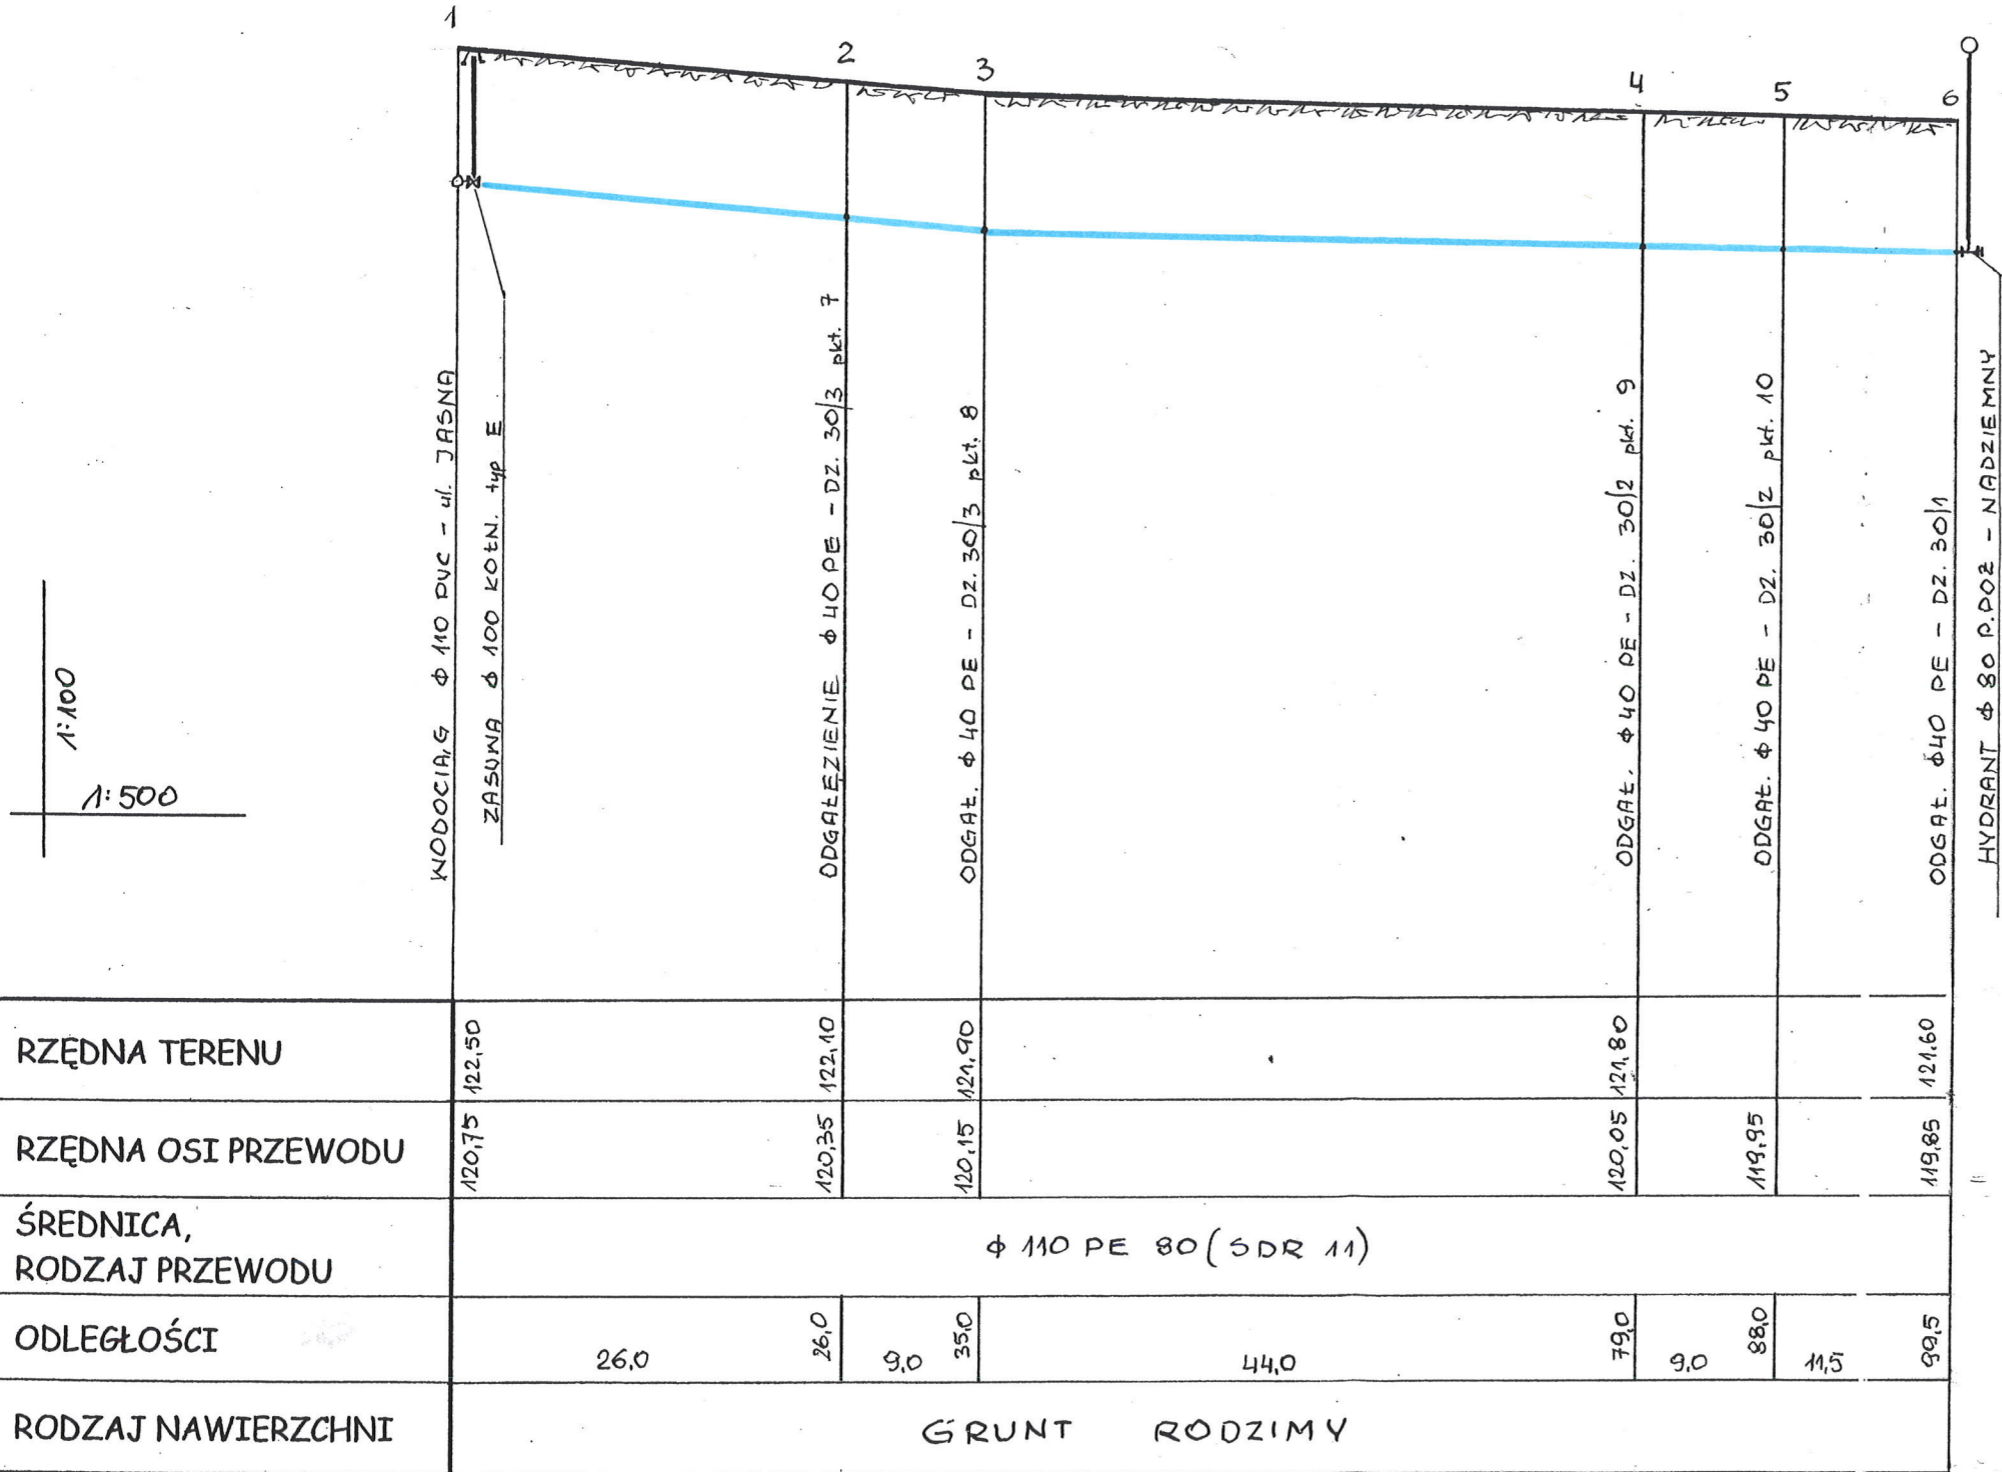 1
2
3
4
5
6
WODOCIĄG ɸ 110 PVC - ul. JASNA
ZASUWA ɸ 100 KOŁN. typ E
ODGAŁĘZIENIE ɸ 40 PE - DZ. 30/3 pkt. 7
ODGAŁ. ɸ 40 PE - DZ. 30/3 pkt. 8
ODGAŁ. ɸ 40 PE - DZ. 30/2 pkt. 9
ODGAŁ. ɸ 40 PE - DZ. 30/2 pkt. 10
ODGAŁ. ɸ 40 PE - DZ. 30/1
HYDRANT ɸ 80 P.POŻ - NADZIEMNY
1:100
1:500
RZĘDNA TERENU
122,50
122,10
121,90
121,80
121,60
RZĘDNA OSI PRZEWODU
120,75
120,35
120,15
120,05
119,95
119,85
ŚREDNICA,
RODZAJ PRZEWODU
ɸ 110 PE 80 (SDR 11)
ODLEGŁOŚCI
26,0
26,0
9,0
35,0
44,0
79,0
9,0
88,0
11,5
99,5
RODZAJ NAWIERZCHNI
GRUNT RODZIMY